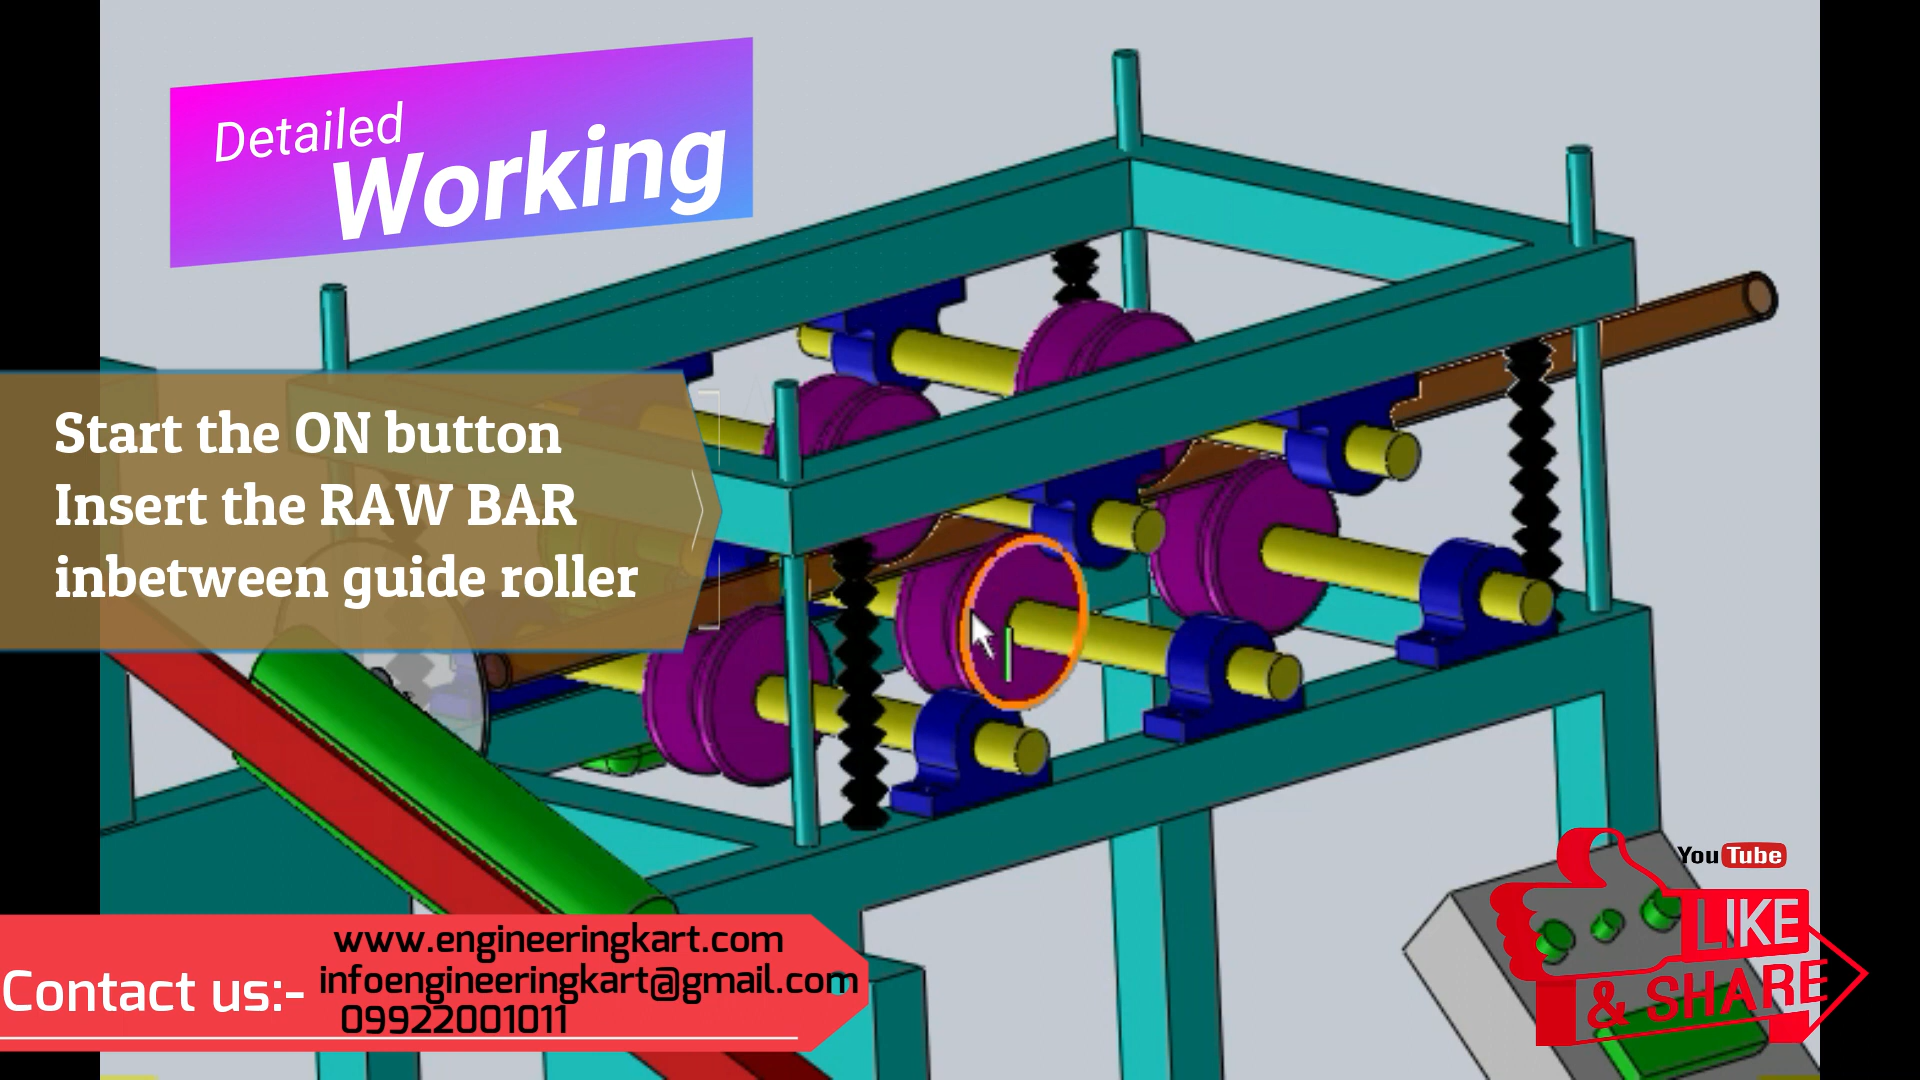 Detailed
Working
Start the ON button
Insert the RAW BAR
inbetween guide roller
www.engineeringkart.com
infoengineeringkart@gmail.com
Contact us:-
09922001011
YouTube
LIKE
& SHARE